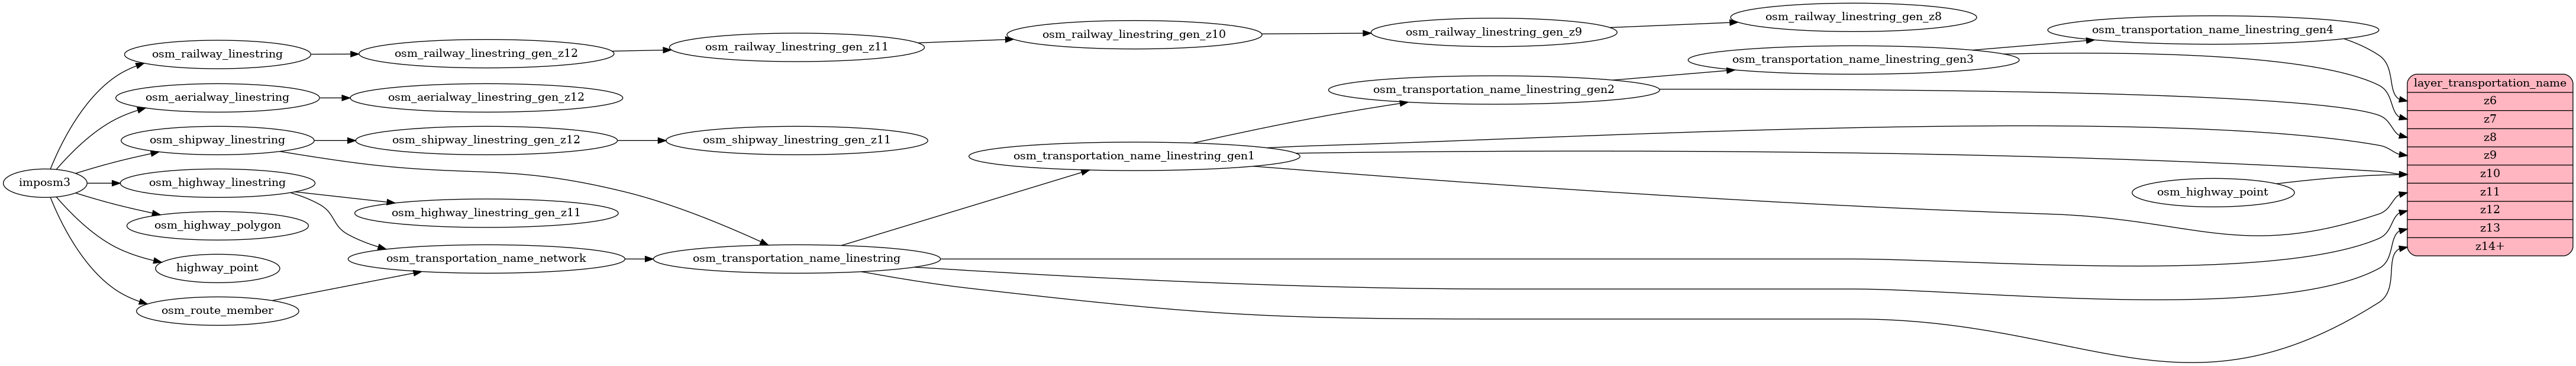 imposm3
osm_railway_linestring
osm_aerialway_linestring
osm_shipway_linestring
osm_highway_linestring
osm_highway_polygon
highway_point
osm_route_member
osm_railway_linestring_gen_z12
osm_aerialway_linestring_gen_z12
osm_shipway_linestring_gen_z12
osm_highway_linestring_gen_z11
osm_transportation_name_network
osm_railway_linestring_gen_z11
osm_shipway_linestring_gen_z11
osm_transportation_name_linestring
osm_railway_linestring_gen_z10
osm_transportation_name_linestring_gen1
osm_railway_linestring_gen_z9
osm_transportation_name_linestring_gen2
osm_railway_linestring_gen_z8
osm_transportation_name_linestring_gen3
osm_transportation_name_linestring_gen4
osm_highway_point
layer_transportation_name
z6
z7
z8
z9
z10
z11
z12
z13
z14+